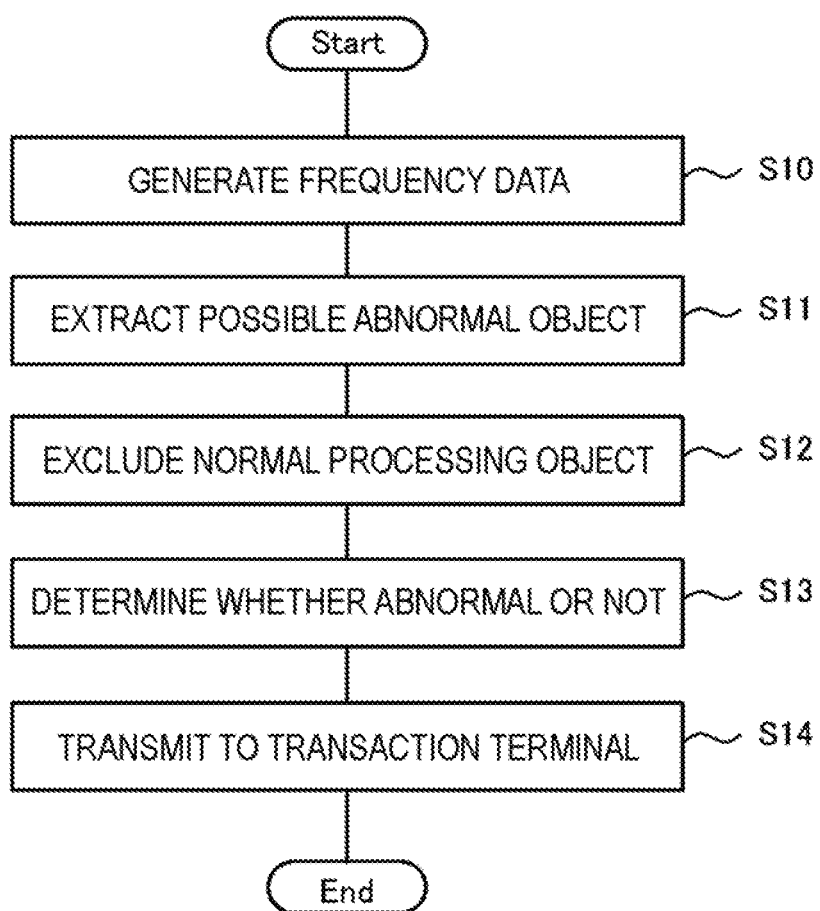 Start
GENERATE FREQUENCY DATA S10
EXTRACT POSSIBLE ABNORMAL OBJECT S11
EXCLUDE NORMAL PROCESSING OBJECT S12
DETERMINE WHETHER ABNORMAL OR NOT S13
TRANSMIT TO TRANSACTION TERMINAL S14
End